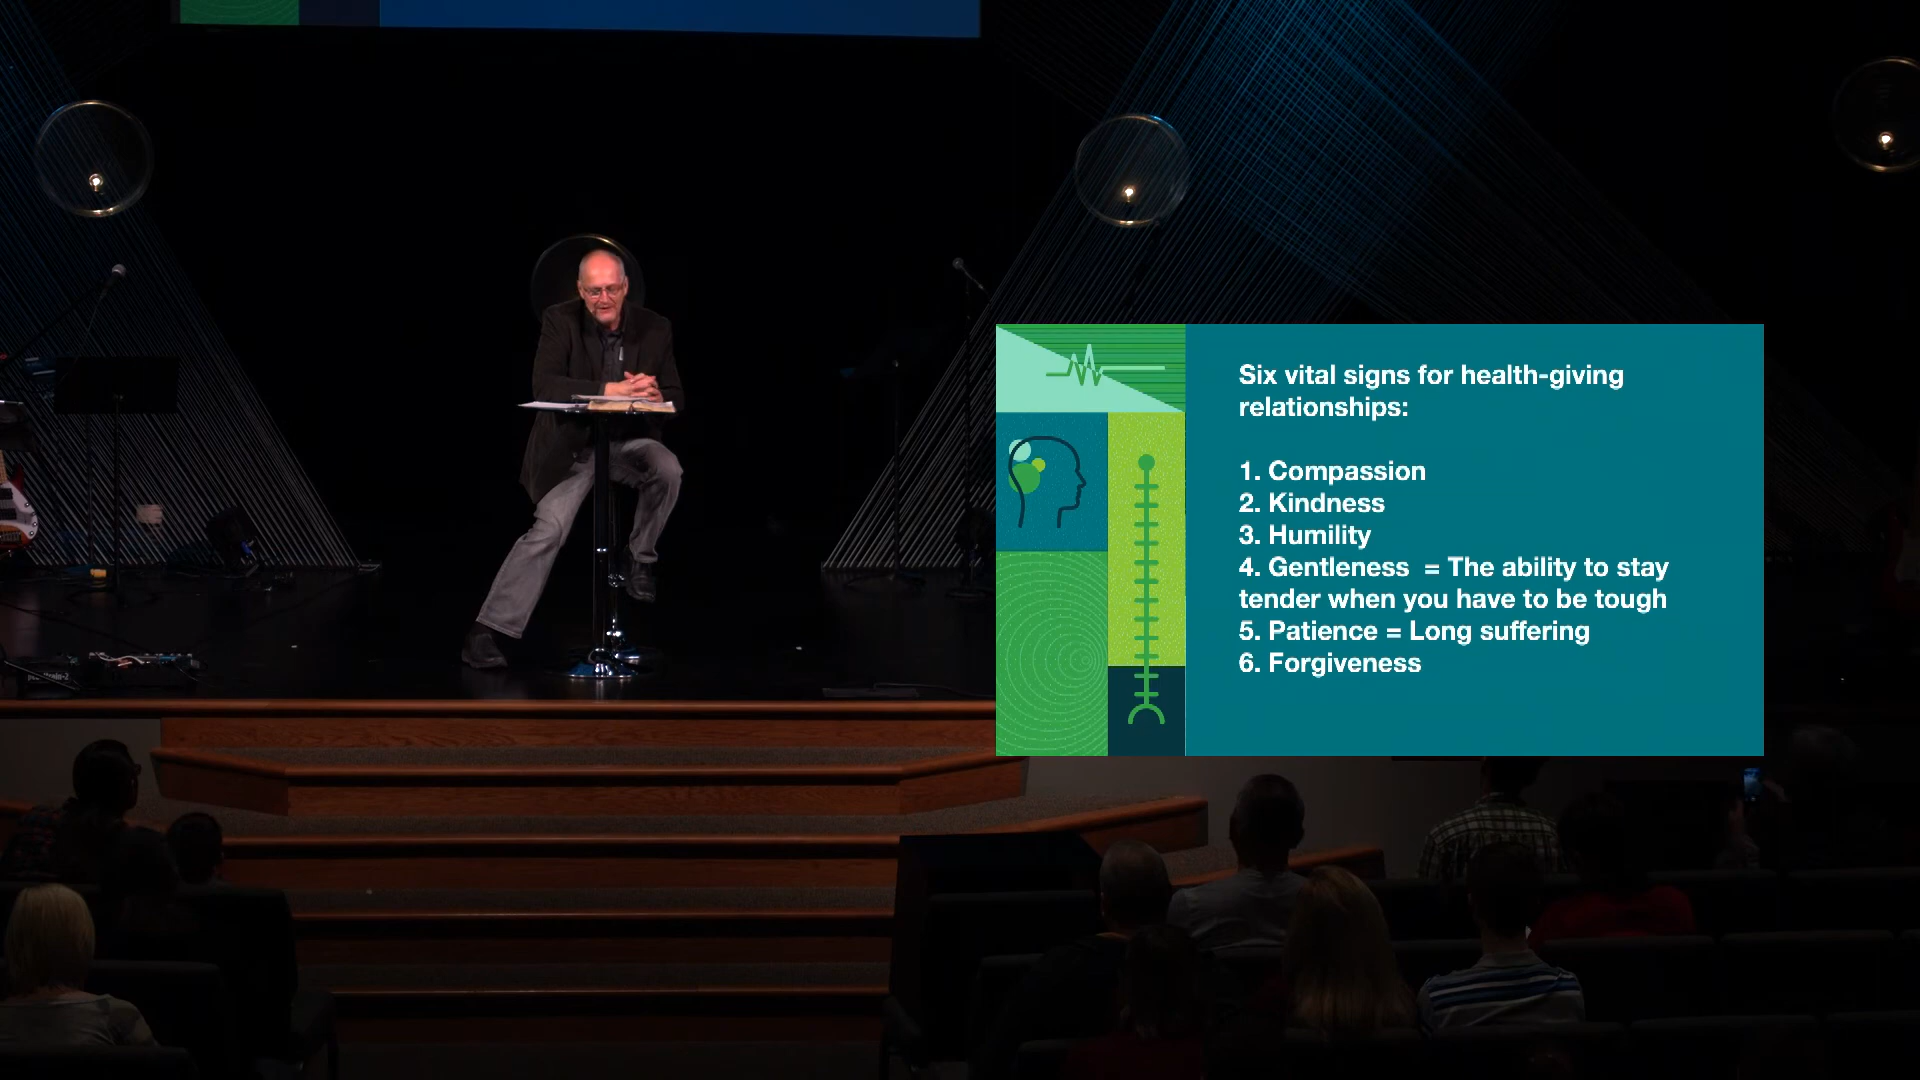 Six vital signs for health-giving
relationships:
1. Compassion
2. Kindness
3. Humility
4. Gentleness = The ability to stay
tender when you have to be tough
5. Patience = Long suffering
6. Forgiveness